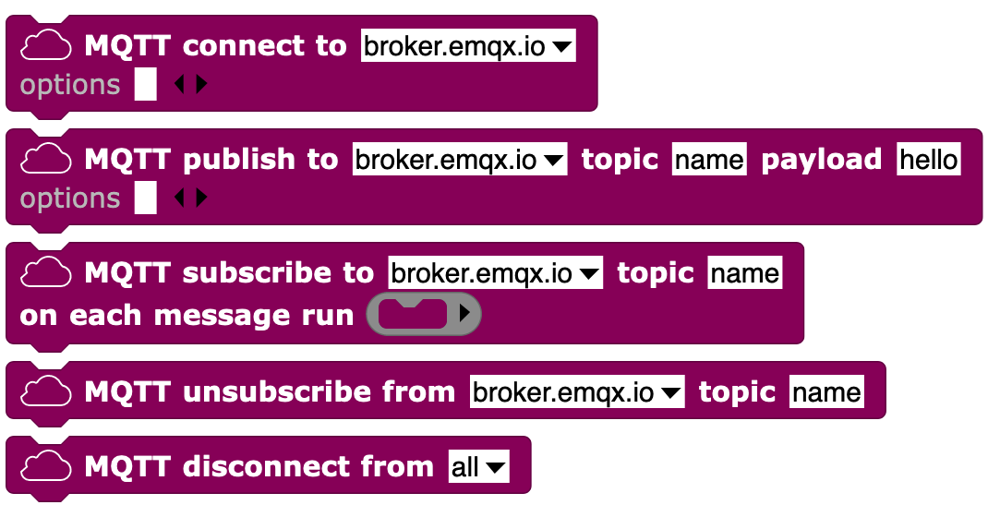 MQTT connect to broker.emqx.io
options
MQTT publish to broker.emqx.io topic name payload hello
options
MQTT subscribe to broker.emqx.io topic name
on each message run
MQTT unsubscribe from broker.emqx.io topic name
MQTT disconnect from all